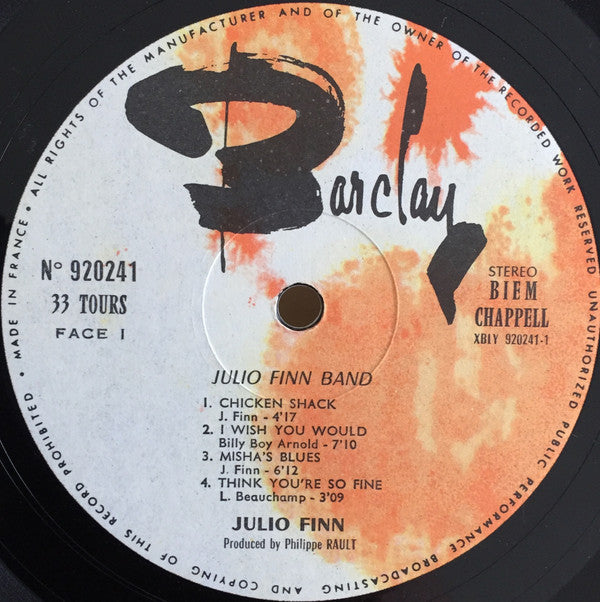 MADE IN FRANCE • ALL RIGHTS OF THE MANUFACTURER AND OF THE OWNER OF THE RECORDED WORK RESERVED UNAUTHORIZED PUBLIC PERFORMANCE BROADCASTING AND COPYING OF THIS RECORD PROHIBITED •
Barclay
N° 920241
33 TOURS
FACE 1
STEREO
BIEM
CHAPPELL
XBLY 920241-1
JULIO FINN BAND
1. CHICKEN SHACK
J. Finn - 4'17
2. I WISH YOU WOULD
Billy Boy Arnold - 7'10
3. MISHA'S BLUES
J. Finn - 6'12
4. THINK YOU'RE SO FINE
L. Beauchamp - 3'09
JULIO FINN
Produced by Philippe RAULT